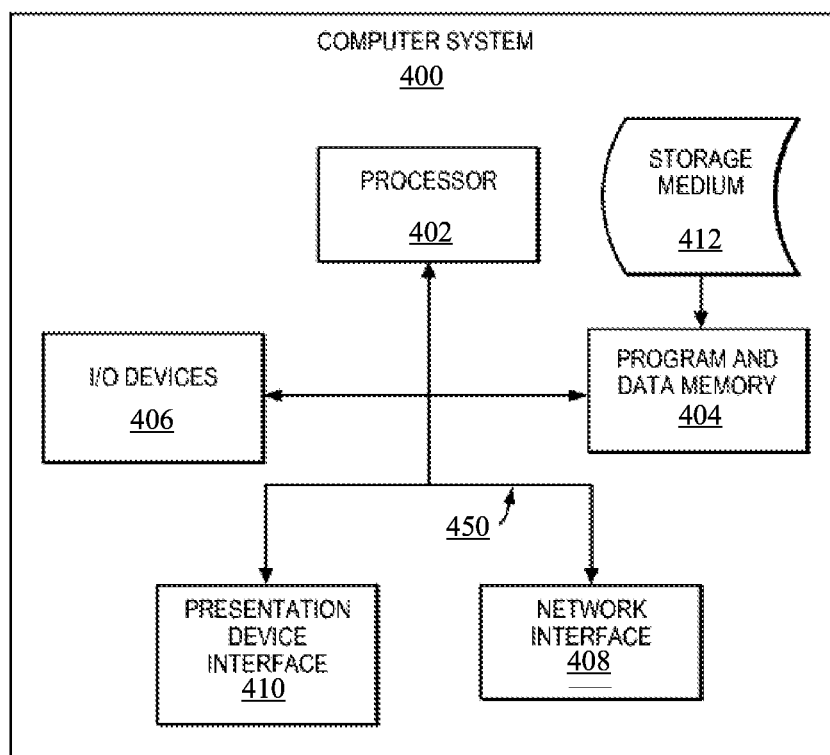 COMPUTER SYSTEM
400
PROCESSOR
402
STORAGE
MEDIUM
412
I/O DEVICES
406
PROGRAM AND
DATA MEMORY
404
450
PRESENTATION
DEVICE
INTERFACE
410
NETWORK
INTERFACE
408